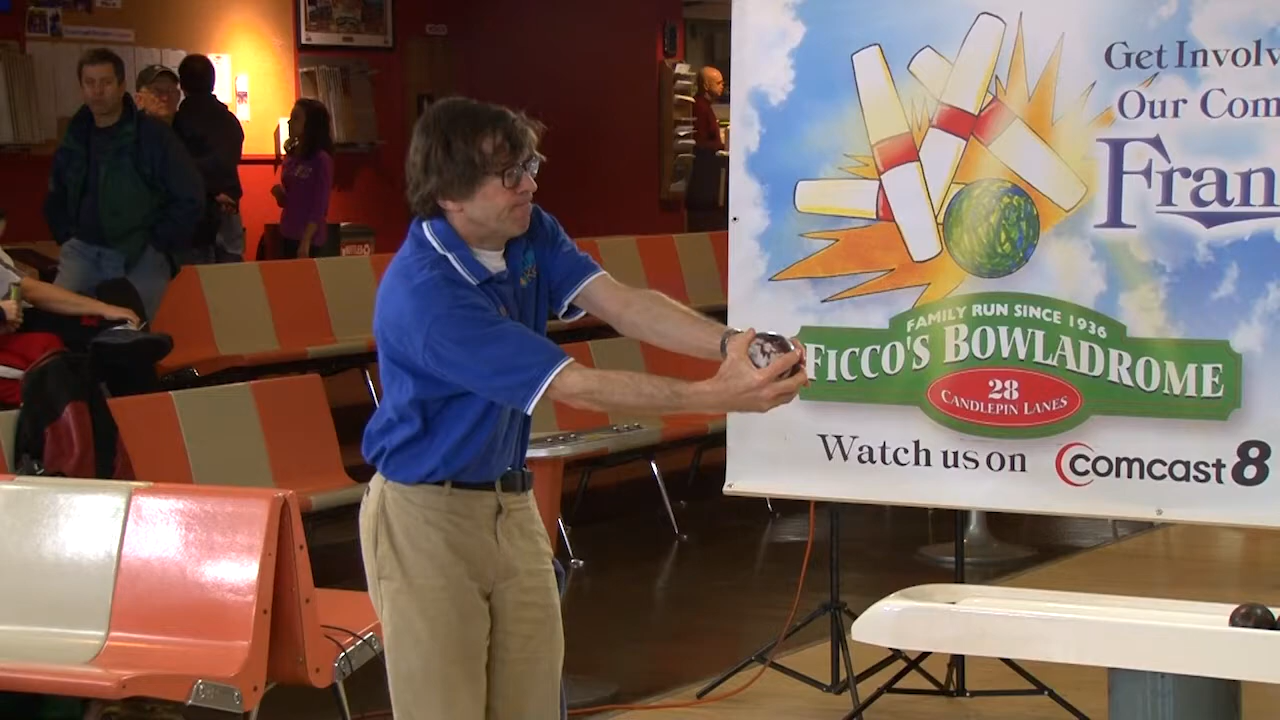 Get Involv
Our Com
Fran
FAMILY RUN SINCE 1936
FICCO'S BOWLADROME
28
CANDLEPIN LANES
Watch us on comcast 8